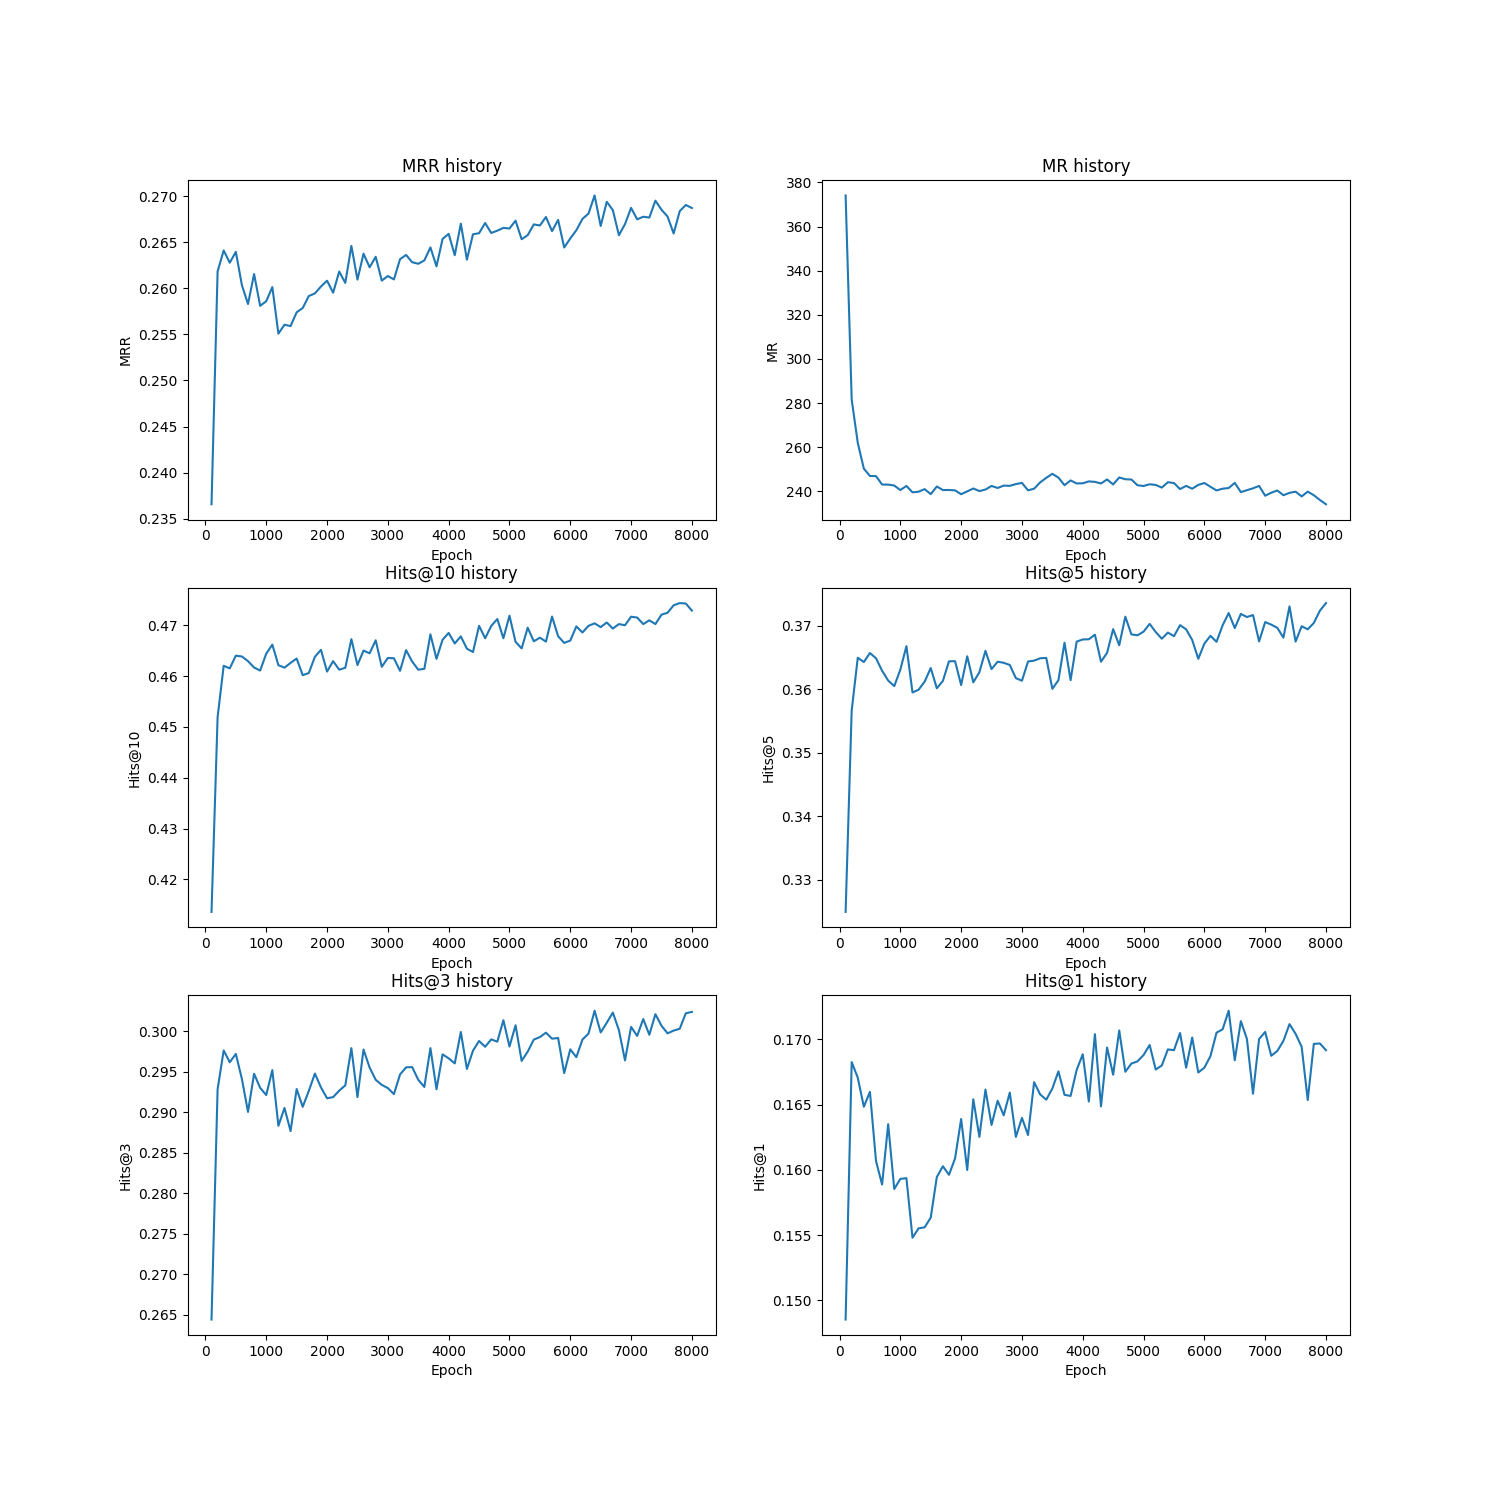 MRR history
0.270
0.265
0.260
0.255
0.250
0.245
0.240
0.235
MRR
0 1000 2000 3000 4000 5000 6000 7000 8000
Epoch
MR history
380
360
340
320
300
280
260
240
MR
0 1000 2000 3000 4000 5000 6000 7000 8000
Epoch
Hits@10 history
0.47
0.46
0.45
0.44
0.43
0.42
Hits@10
0 1000 2000 3000 4000 5000 6000 7000 8000
Epoch
Hits@5 history
0.37
0.36
0.35
0.34
0.33
Hits@5
0 1000 2000 3000 4000 5000 6000 7000 8000
Epoch
Hits@3 history
0.300
0.295
0.290
0.285
0.280
0.275
0.270
0.265
Hits@3
0 1000 2000 3000 4000 5000 6000 7000 8000
Epoch
Hits@1 history
0.170
0.165
0.160
0.155
0.150
Hits@1
0 1000 2000 3000 4000 5000 6000 7000 8000
Epoch